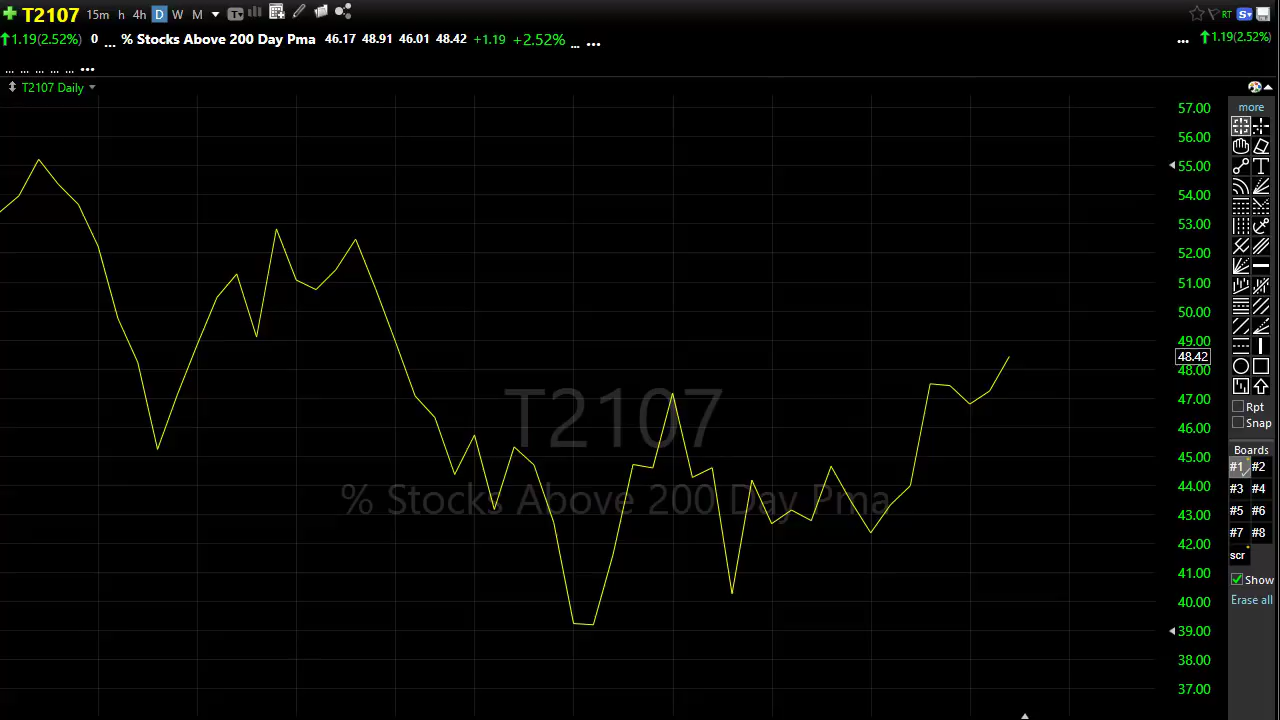 T2107 15m h 4h D W M T RT S
1.19(2.52%) 0 ... % Stocks Above 200 Day Pma 46.17 48.91 46.01 48.42 +1.19 +2.52% ... ... ... 1.19(2.52%)
... ... ... ... ... ...
T2107 Daily
more
57.00
56.00
55.00
54.00
53.00
52.00
51.00
50.00
49.00
48.42
48.00
47.00
46.00
45.00
44.00
43.00
42.00
41.00
40.00
39.00
38.00
37.00
T2107
% Stocks Above 200 Day Pma
T
Rpt
Snap
Boards
#1 #2
#3 #4
#5 #6
#7 #8
scr
Show
Erase all